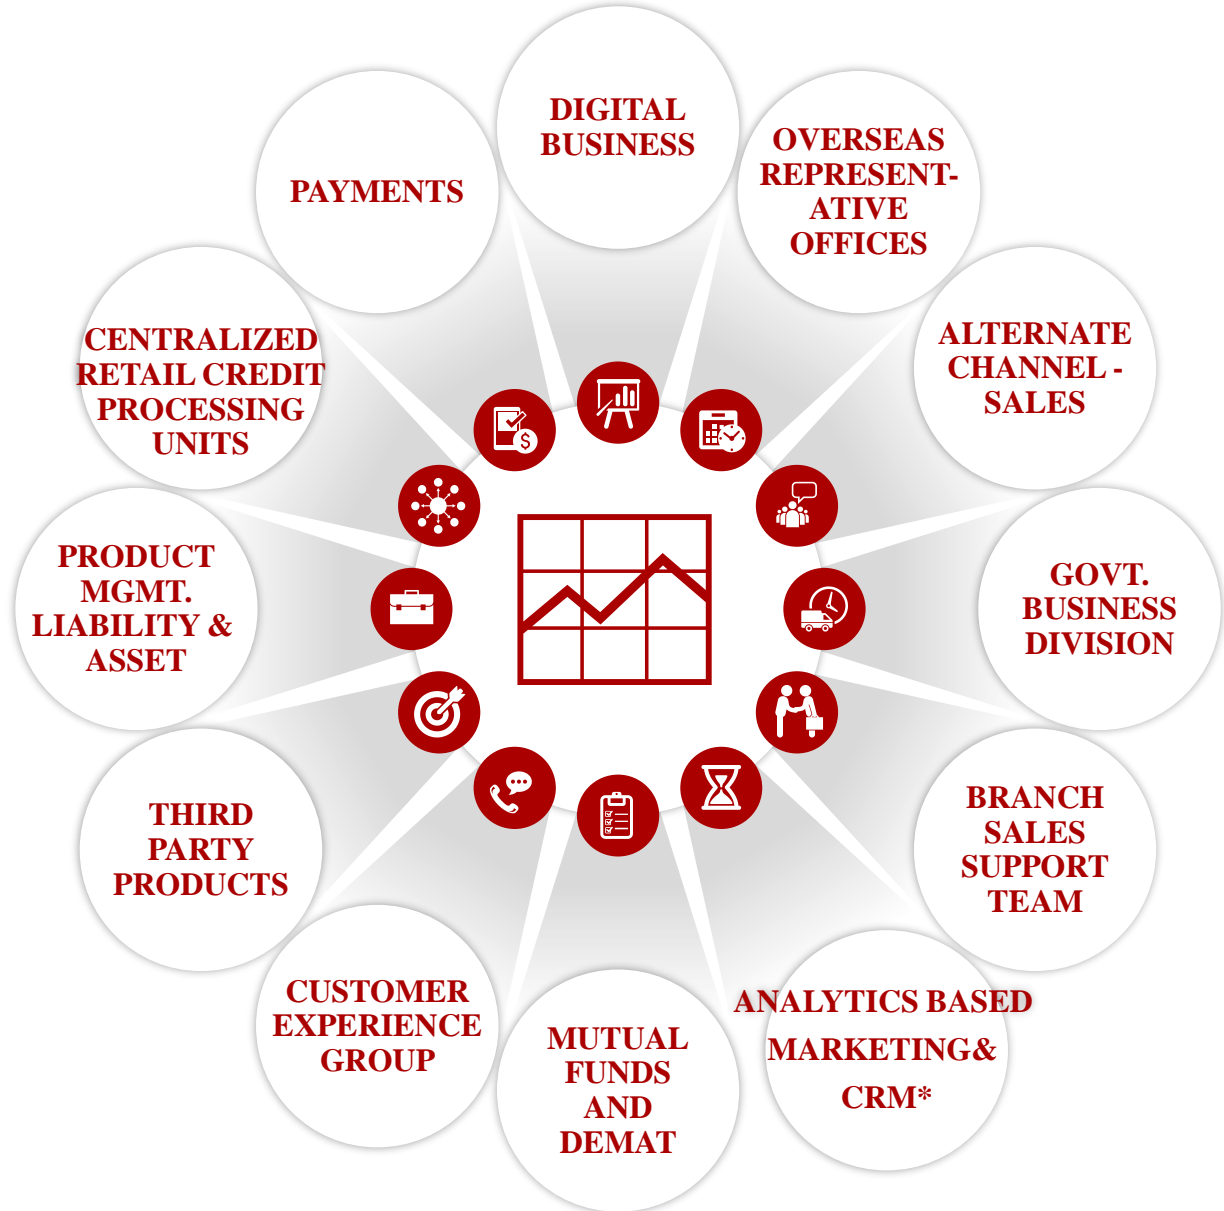 DIGITAL
BUSINESS
OVERSEAS
REPRESENT-
ATIVE
OFFICES
ALTERNATE
CHANNEL -
SALES
GOVT.
BUSINESS
DIVISION
BRANCH
SALES
SUPPORT
TEAM
ANALYTICS BASED
MARKETING&
CRM*
MUTUAL
FUNDS
AND
DEMAT
CUSTOMER
EXPERIENCE
GROUP
THIRD
PARTY
PRODUCTS
PRODUCT
MGMT.
LIABILITY &
ASSET
CENTRALIZED
RETAIL CREDIT
PROCESSING
UNITS
PAYMENTS
$